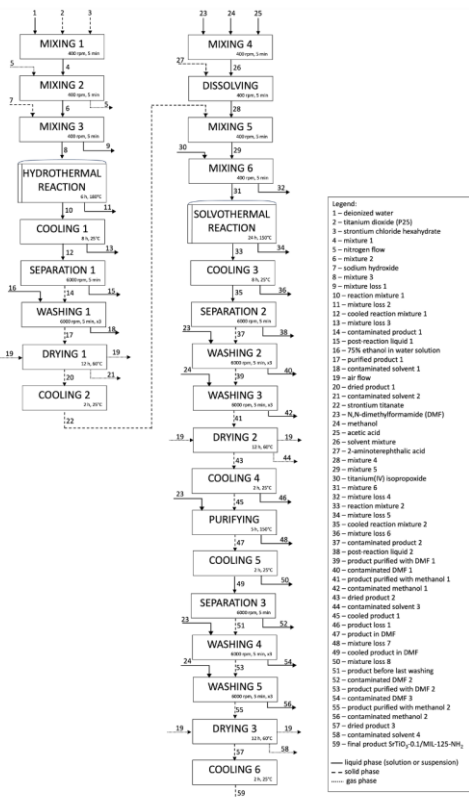 1
2
3
MIXING 1
400 rpm, 5 min
4
5
MIXING 2
400 rpm, 5 min
5
6
7
MIXING 3
400 rpm, 5 min
9
8
HYDROTHERMAL
REACTION
6 h, 180°C
10
11
COOLING 1
8 h, 25°C
12
13
SEPARATION 1
6000 rpm, 5 min
14
15
16
WASHING 1
6000 rpm, 5 min, x2
17
18
19
DRYING 1
12 h, 60°C
19
20
21
COOLING 2
2 h, 25°C
22
23
24
25
MIXING 4
400 rpm, 5 min
26
27
DISSOLVING
400 rpm, 5 min
28
MIXING 5
400 rpm, 5 min
29
30
MIXING 6
400 rpm, 5 min
31
32
SOLVOTHERMAL
REACTION
24 h, 150°C
33
34
COOLING 3
8 h, 25°C
35
36
SEPARATION 2
6000 rpm, 5 min
37
38
23
WASHING 2
6000 rpm, 5 min, x3
39
40
24
WASHING 3
6000 rpm, 5 min, x3
41
42
19
DRYING 2
12 h, 60°C
19
43
44
COOLING 4
2 h, 25°C
45
46
23
PURIFYING
5 h, 150°C
47
48
COOLING 5
2 h, 25°C
49
50
SEPARATION 3
6000 rpm, 5 min
51
52
23
WASHING 4
6000 rpm, 5 min, x3
53
54
24
WASHING 5
6000 rpm, 5 min, x3
55
56
19
DRYING 3
12 h, 60°C
19
57
58
COOLING 6
2 h, 25°C
59
Legend:
1 – deionized water
2 – titanium dioxide (P25)
3 – strontium chloride hexahydrate
4 – mixture 1
5 – nitrogen flow
6 – mixture 2
7 – sodium hydroxide
8 – mixture 3
9 – mixture loss 1
10 – reaction mixture 1
11 – mixture loss 2
12 – cooled reaction mixture 1
13 – mixture loss 3
14 – contaminated product 1
15 – post-reaction liquid 1
16 – 75% ethanol in water solution
17 – purified product 1
18 – contaminated solvent 1
19 – air flow
20 – dried product 1
21 – contaminated solvent 2
22 – strontium titanate
23 – N,N-dimethylformamide (DMF)
24 – methanol
25 – acetic acid
26 – solvent mixture
27 – 2-aminoterephthalic acid
28 – mixture 4
29 – mixture 5
30 – titanium(IV) isopropoxide
31 – mixture 6
32 – mixture loss 4
33 – reaction mixture 2
34 – mixture loss 5
35 – cooled reaction mixture 2
36 – mixture loss 6
37 – contaminated product 2
38 – post-reaction liquid 2
39 – product purified with DMF 1
40 – contaminated DMF 1
41 – product purified with methanol 1
42 – contaminated methanol 1
43 – dried product 2
44 – contaminated solvent 3
45 – cooled product 1
46 – product loss 1
47 – product in DMF
48 – mixture loss 7
49 – cooled product in DMF
50 – mixture loss 8
51 – product before last washing
52 – contaminated DMF 2
53 – product purified with DMF 2
54 – contaminated DMF 3
55 – product purified with methanol 2
56 – contaminated methanol 2
57 – dried product 3
58 – contaminated solvent 4
59 – final product SrTiO₃-0.1/MIL-125-NH₂
liquid phase (solution or suspension)
solid phase
gas phase